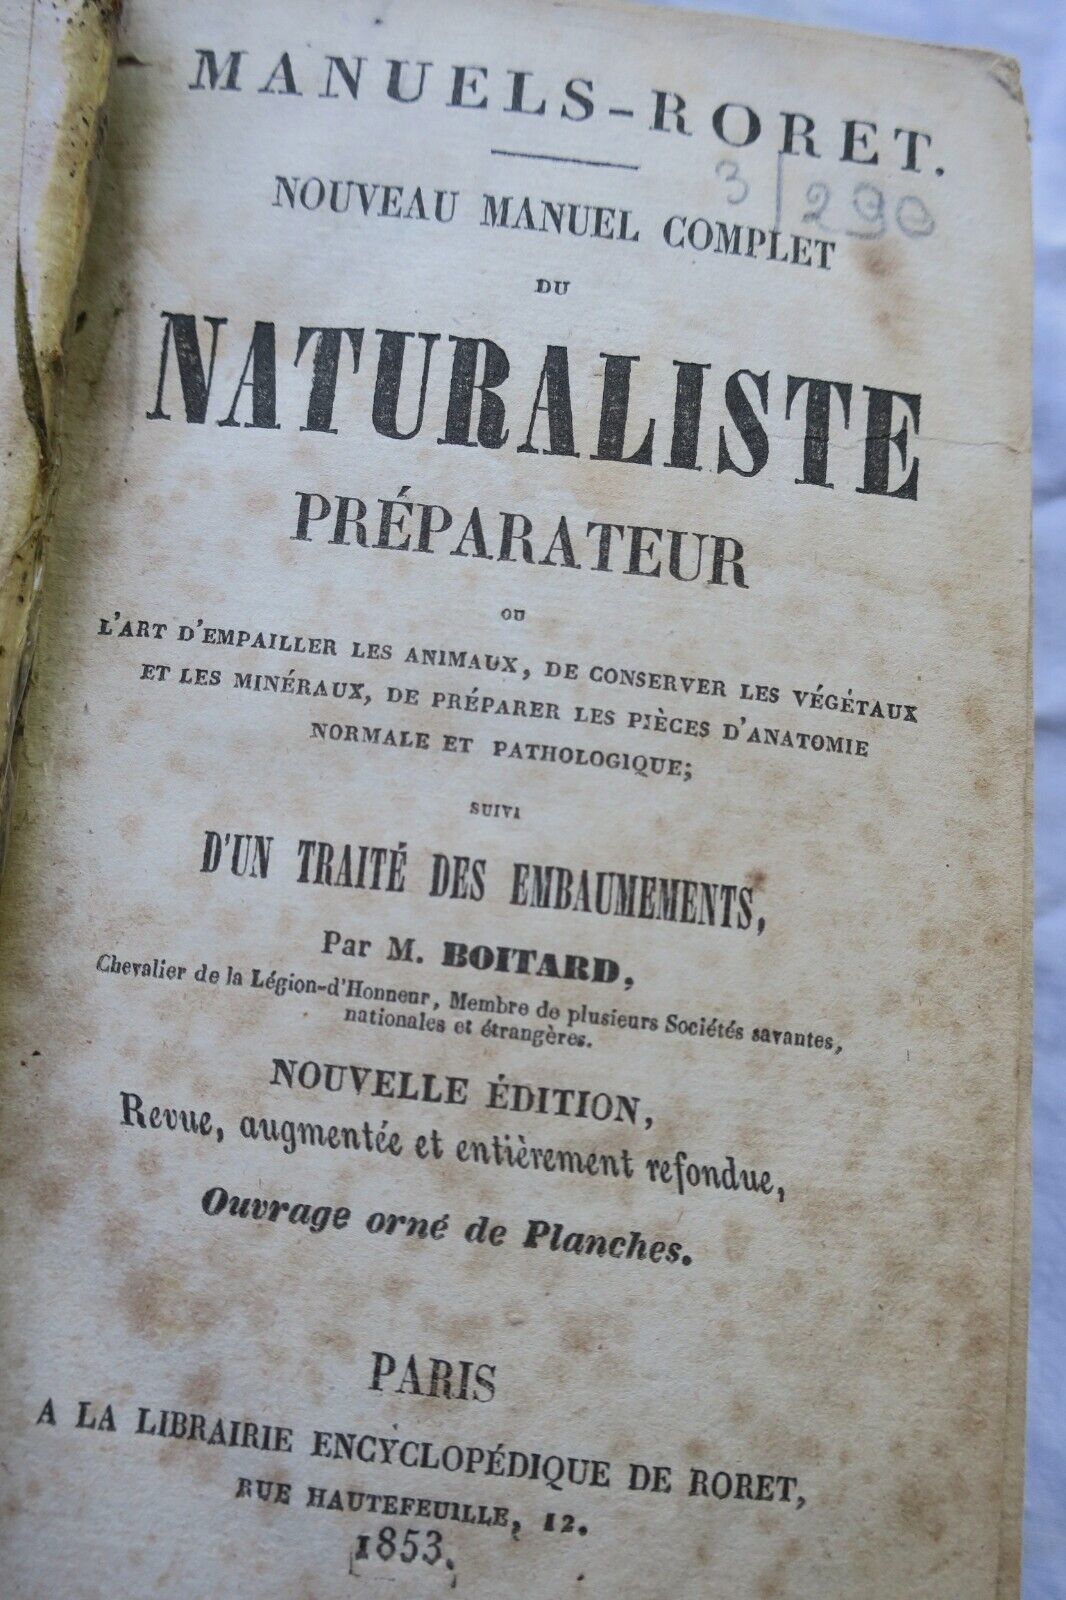 MANUELS-RORET.
3/290
NOUVEAU MANUEL COMPLET
DU
NATURALISTE
PRÉPARATEUR
OU
L'ART D'EMPAILLER LES ANIMAUX, DE CONSERVER LES VÉGÉTAUX
ET LES MINÉRAUX, DE PRÉPARER LES PIÈCES D'ANATOMIE
NORMALE ET PATHOLOGIQUE;
SUIVI
D'UN TRAITÉ DES EMBAUMEMENTS,
Par M. BOITARD,
Chevalier de la Légion-d'Honneur, Membre de plusieurs Sociétés savantes,
nationales et étrangères.
NOUVELLE ÉDITION,
Revue, augmentée et entièrement refondue,
Ouvrage orné de Planches.
PARIS
A LA LIBRAIRIE ENCYCLOPÉDIQUE DE RORET,
RUE HAUTEFEUILLE, 12.
1853.